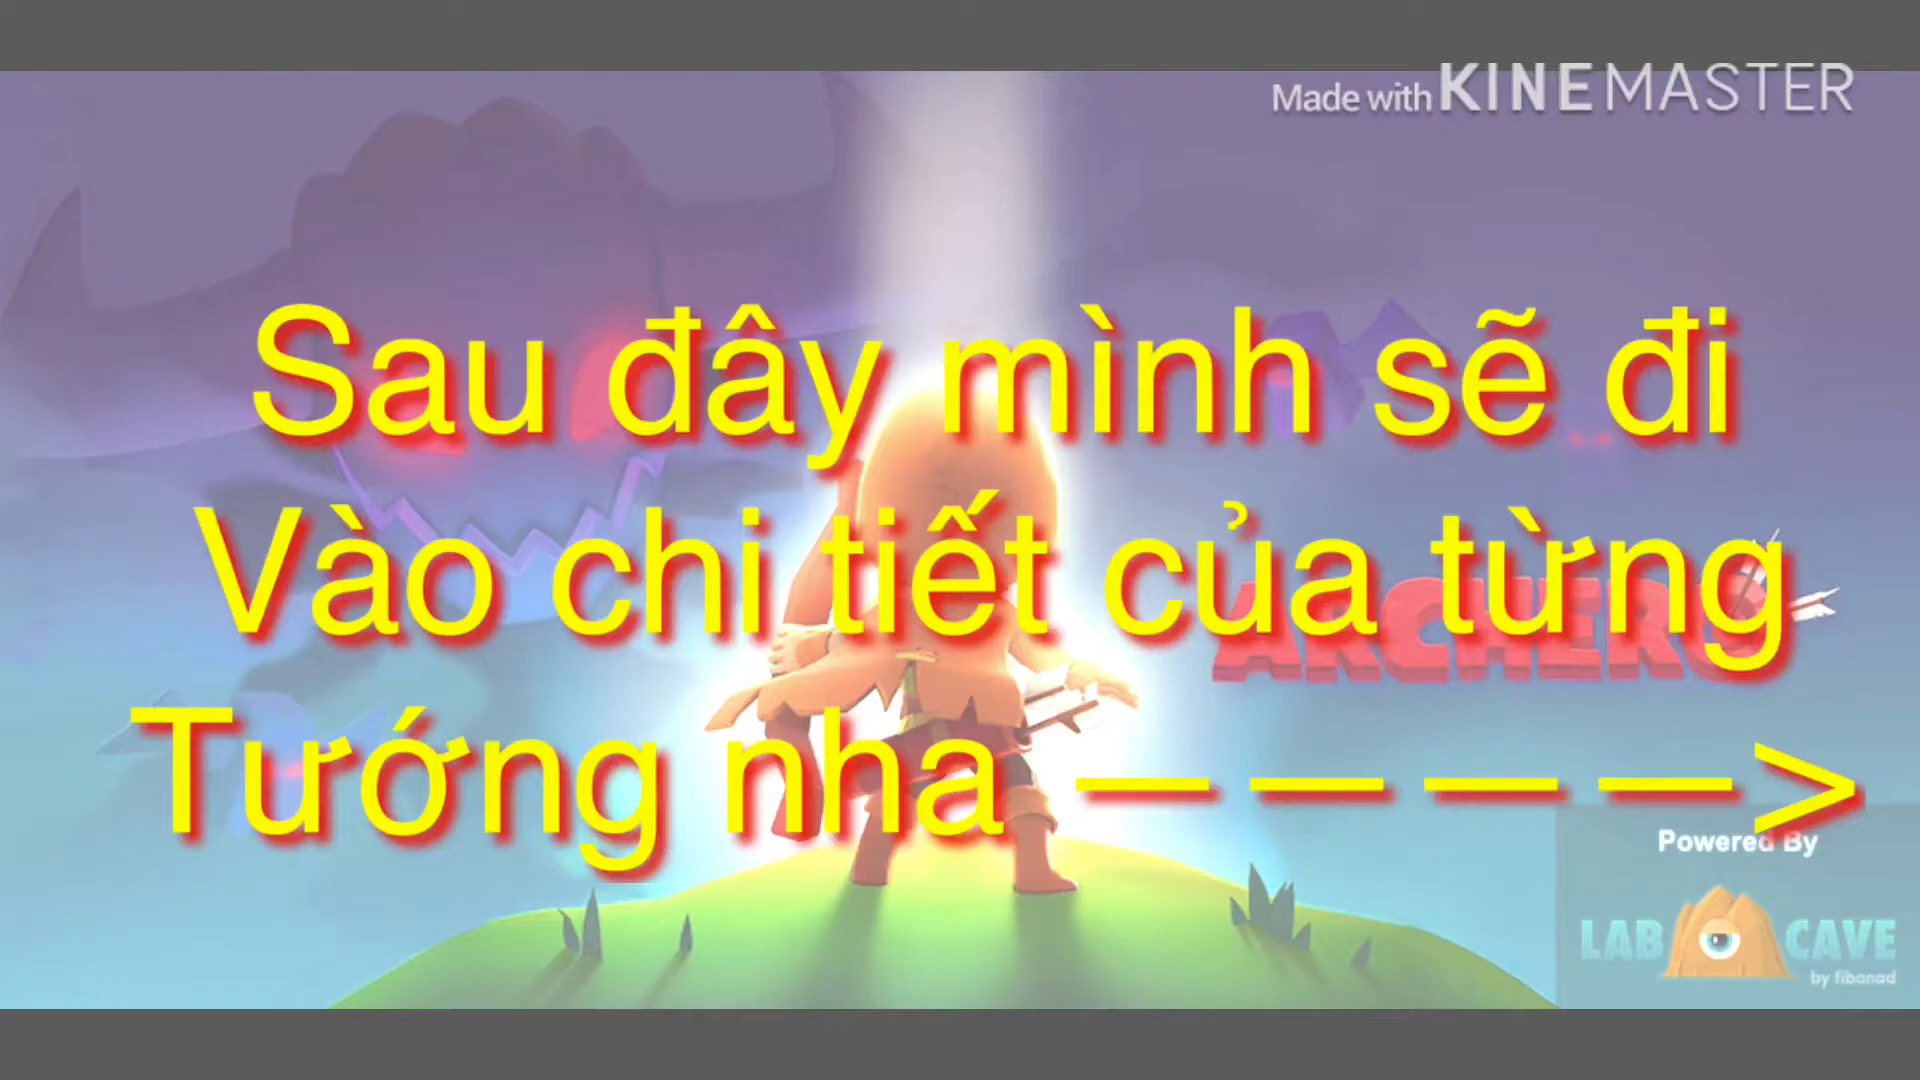 Made with KINEMASTER
Sau đây mình sẽ đi
Vào chi tiết của từng
ARCHERO
Tướng nha ————>
Powered By
LAB CAVE
by fibonad